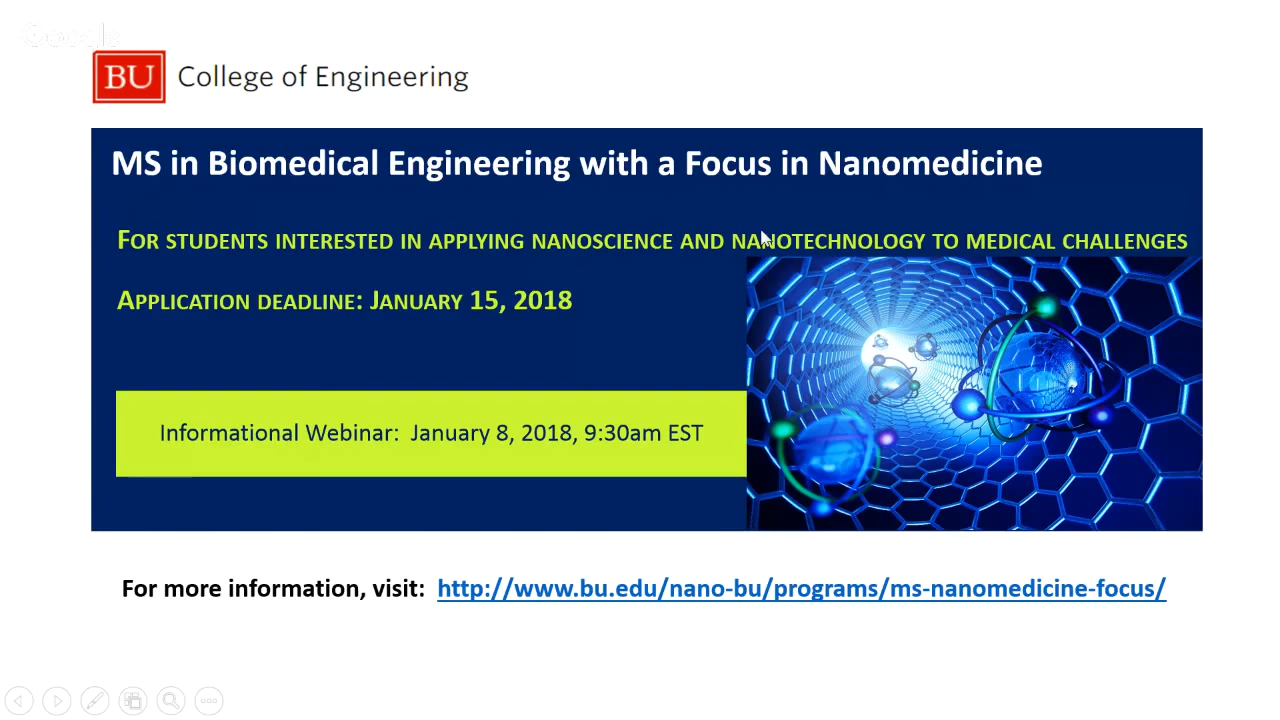 Google
BU College of Engineering
MS in Biomedical Engineering with a Focus in Nanomedicine
FOR STUDENTS INTERESTED IN APPLYING NANOSCIENCE AND NANOTECHNOLOGY TO MEDICAL CHALLENGES
APPLICATION DEADLINE: JANUARY 15, 2018
Informational Webinar: January 8, 2018, 9:30am EST
For more information, visit: http://www.bu.edu/nano-bu/programs/ms-nanomedicine-focus/